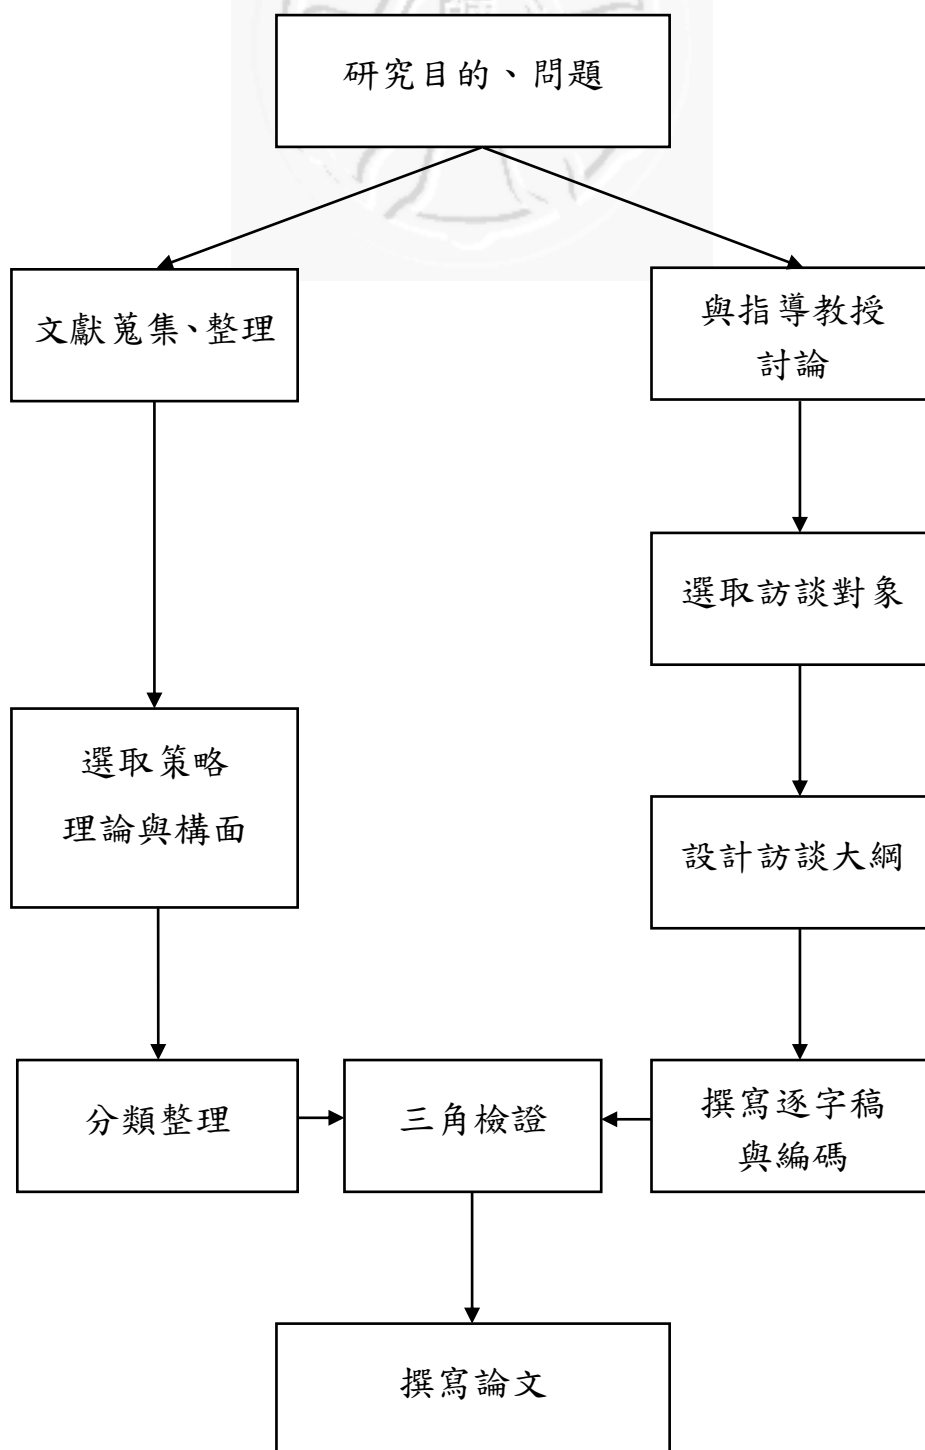 研究目的、問題
文獻蒐集、整理
與指導教授
討論
選取訪談對象
選取策略
理論與構面
設計訪談大綱
分類整理
三角檢證
撰寫逐字稿
與編碼
撰寫論文